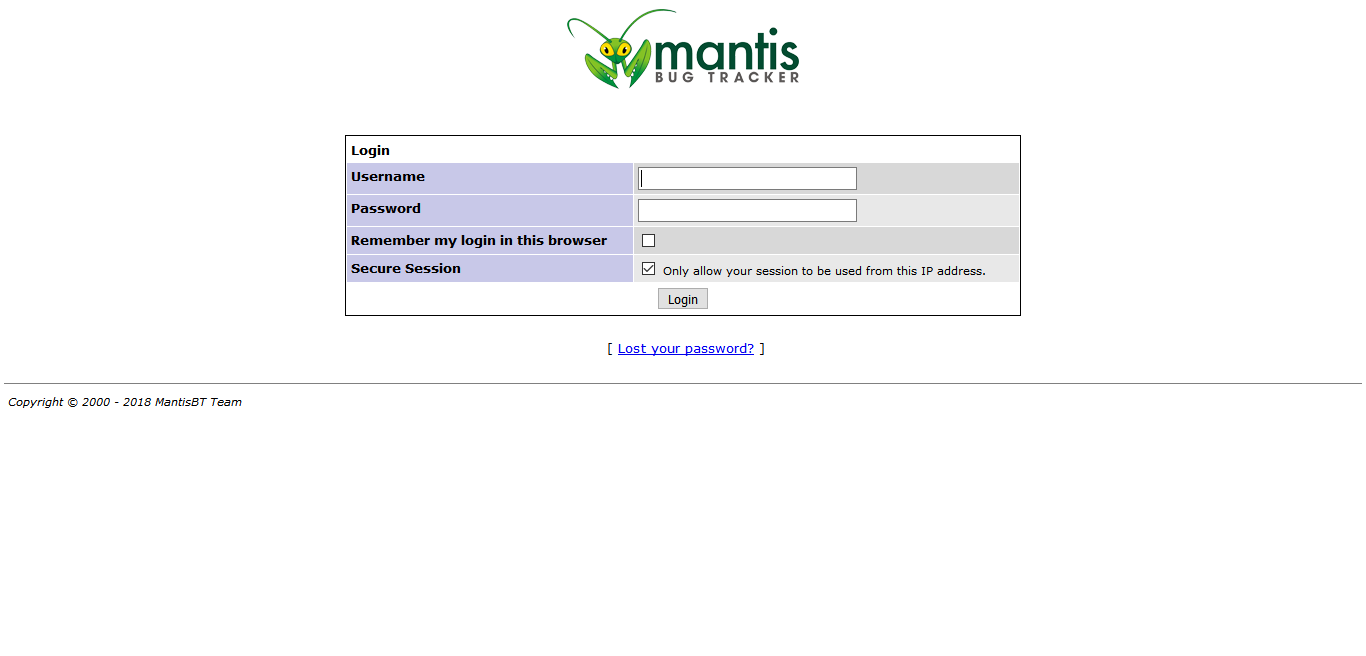 mantis
BUG TRACKER
Login
Username
Password
Remember my login in this browser
Secure Session Only allow your session to be used from this IP address.
Login
[ Lost your password? ]
Copyright © 2000 - 2018 MantisBT Team